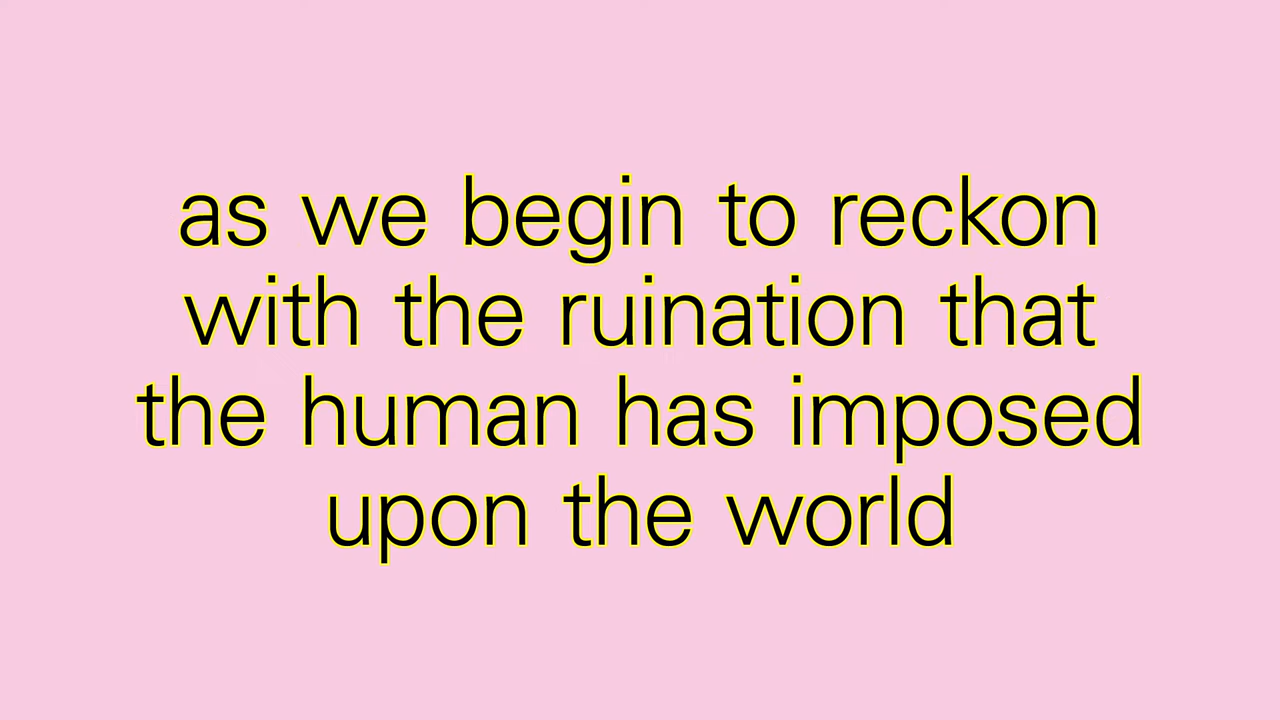 as we begin to reckon
with the ruination that
the human has imposed
upon the world